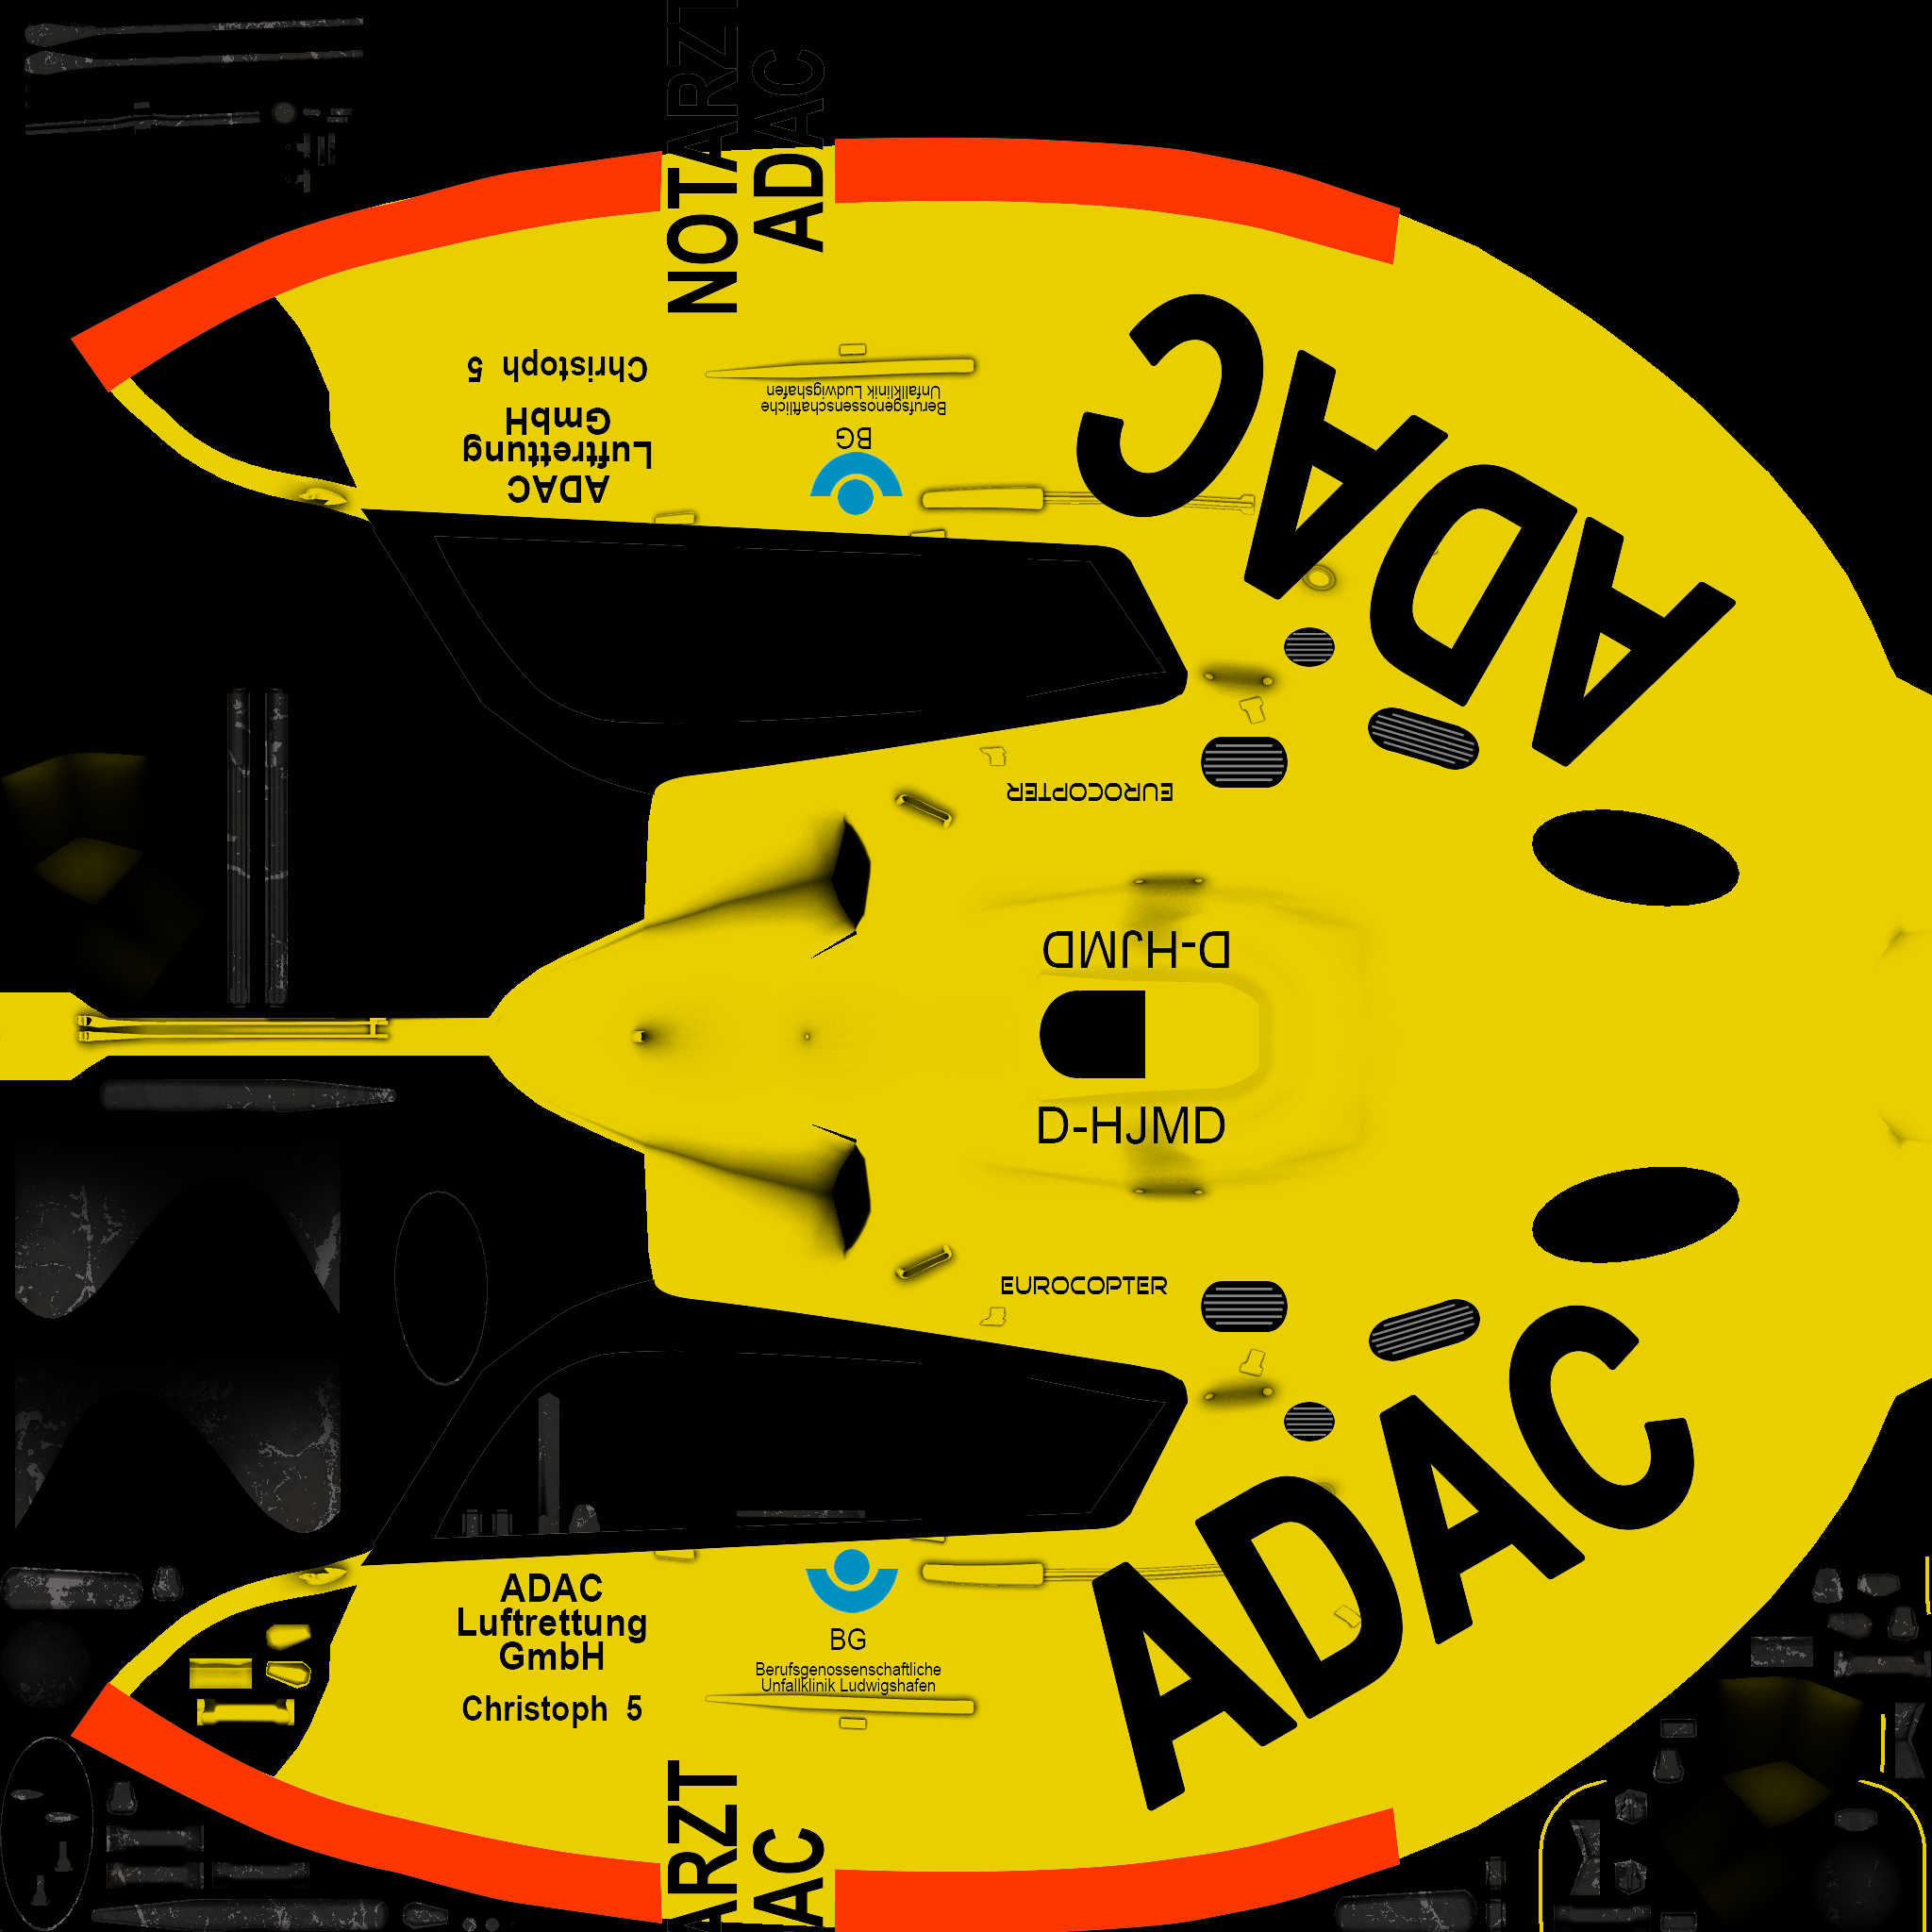 NOTARZT
ADAC
Christoph 5
ADAC
Luftrettung
GmbH
BG
Berufsgenossenschaftliche
Unfallklinik Ludwigshafen
ADAC
EUROCOPTER
D-HJMD
D-HJMD
EUROCOPTER
ADAC
ADAC
Luftrettung
GmbH
Christoph 5
BG
Berufsgenossenschaftliche
Unfallklinik Ludwigshafen
ARZT
AC